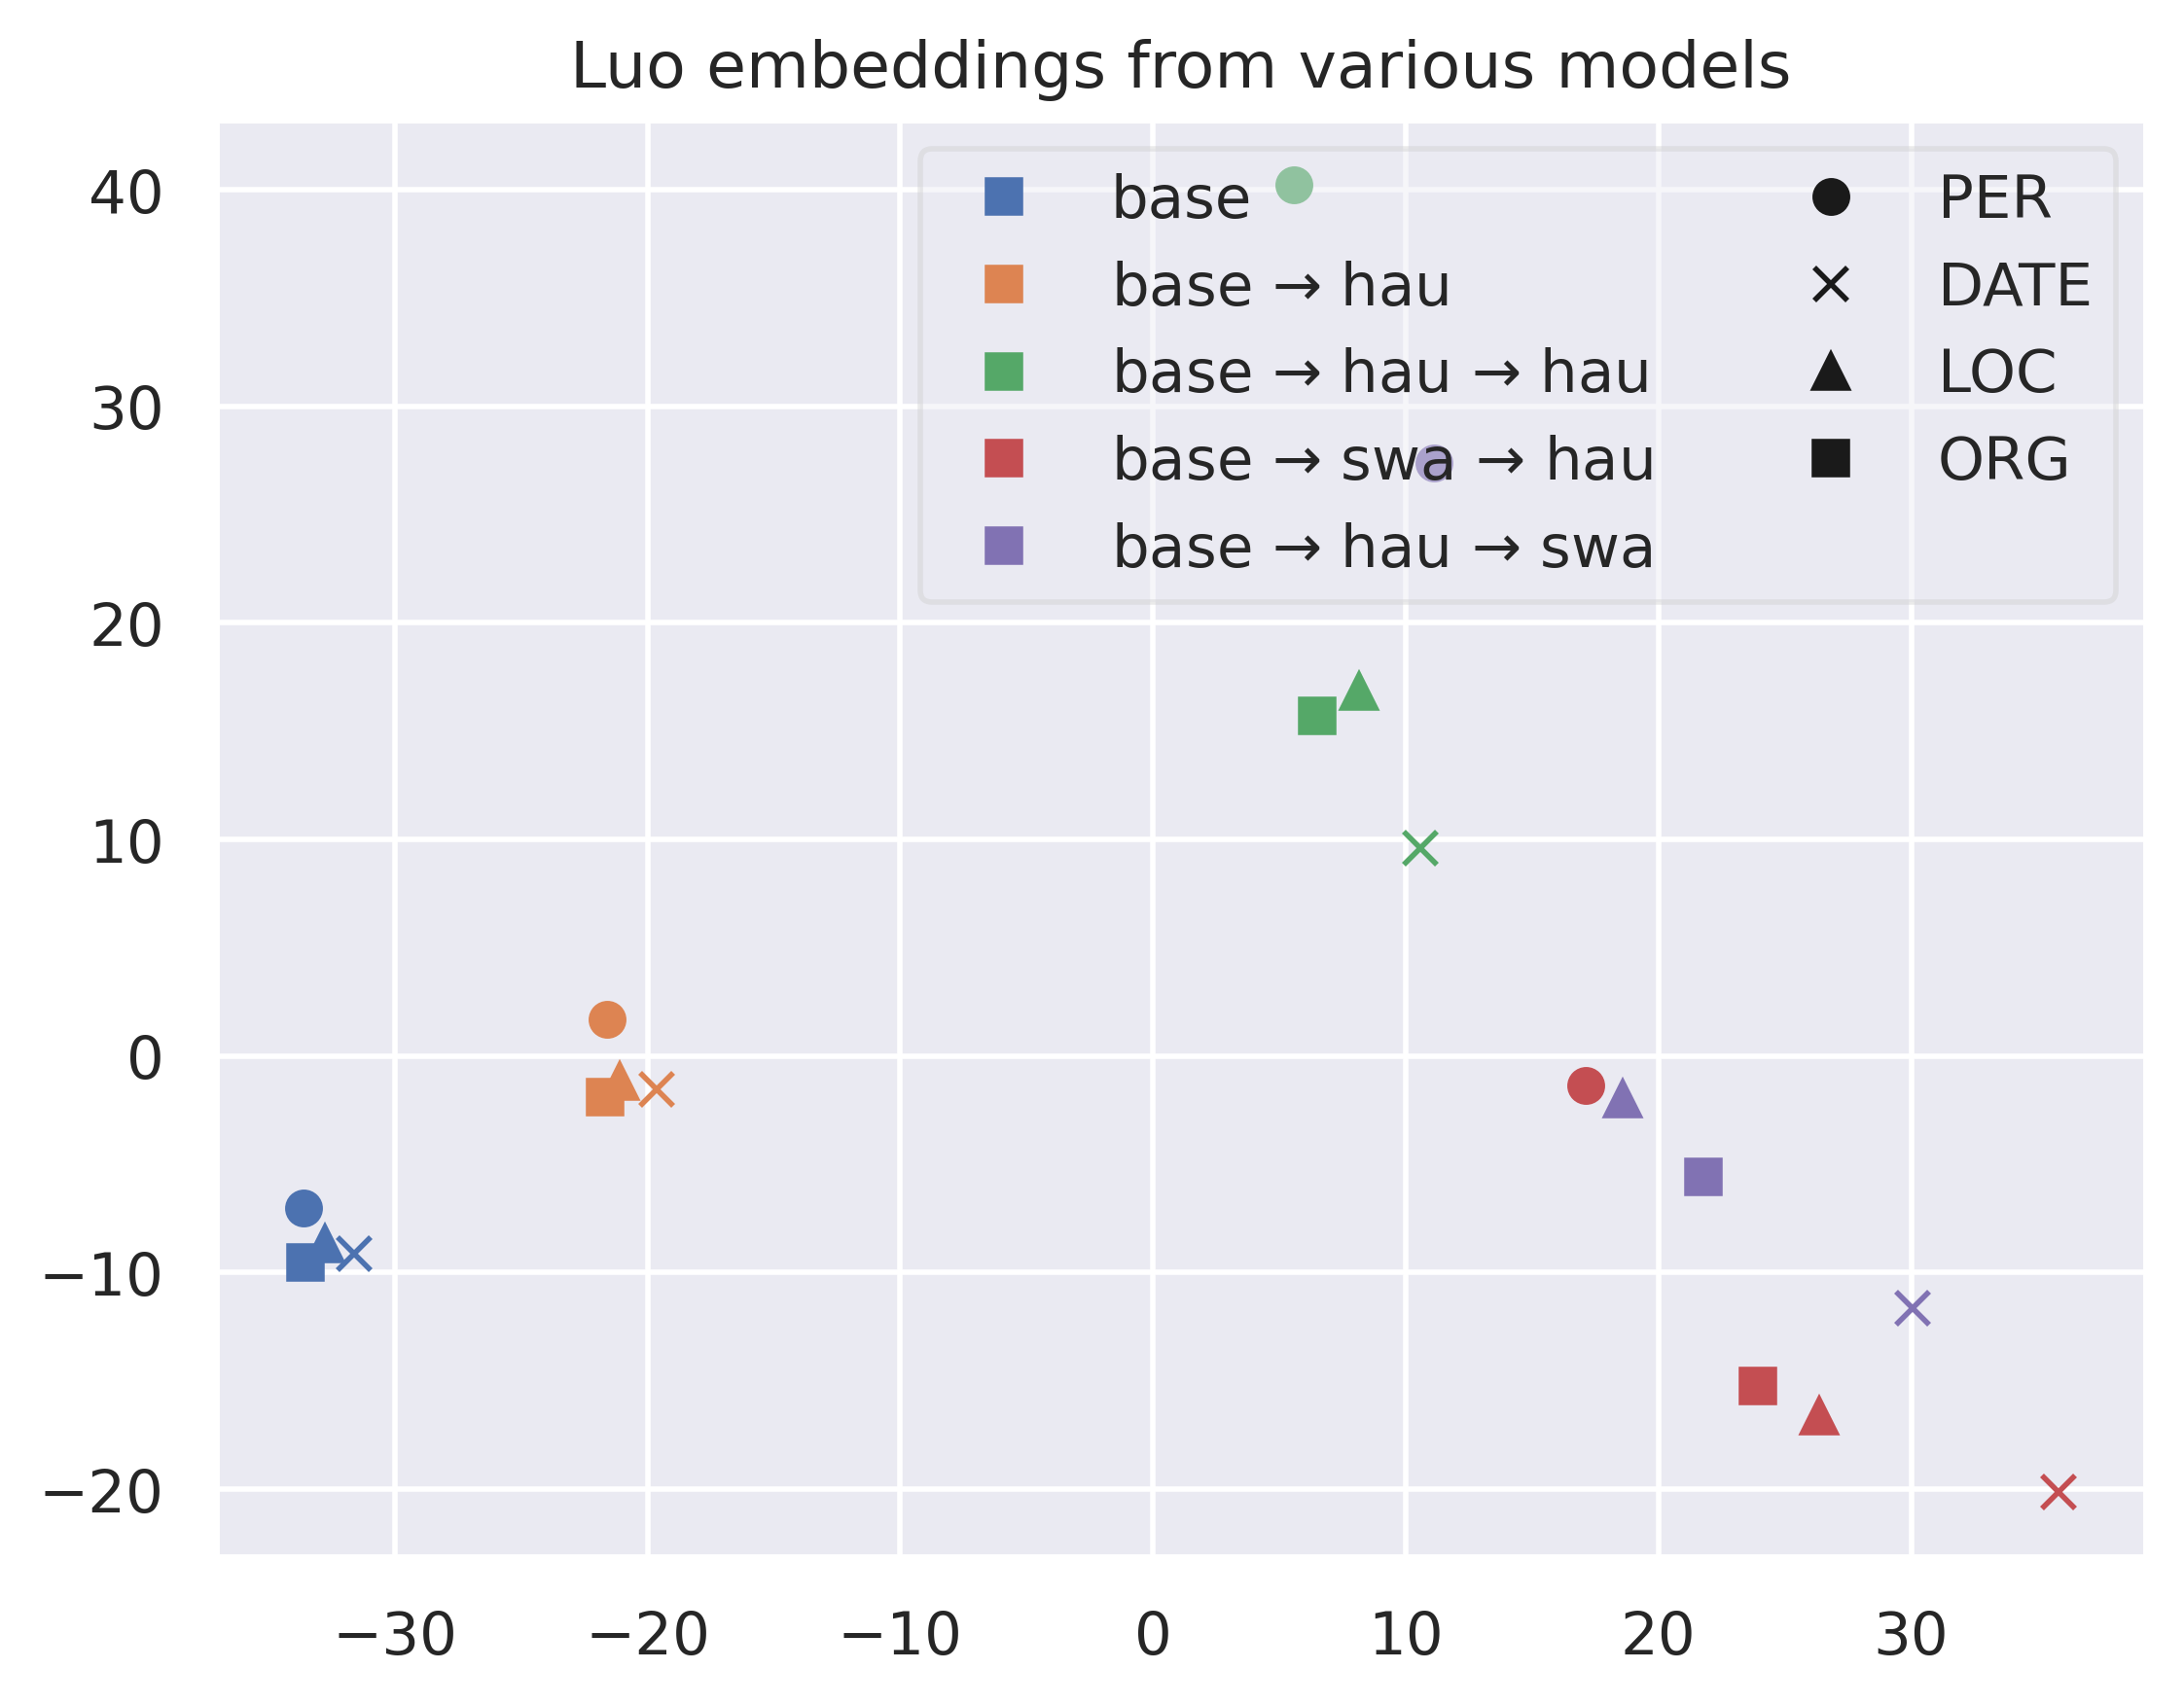 Luo embeddings from various models
40
30
20
10
0
−10
−20
base
base → hau
base → hau → hau
base → swa → hau
base → hau → swa
PER
DATE
LOC
ORG
−30 −20 −10 0 10 20 30